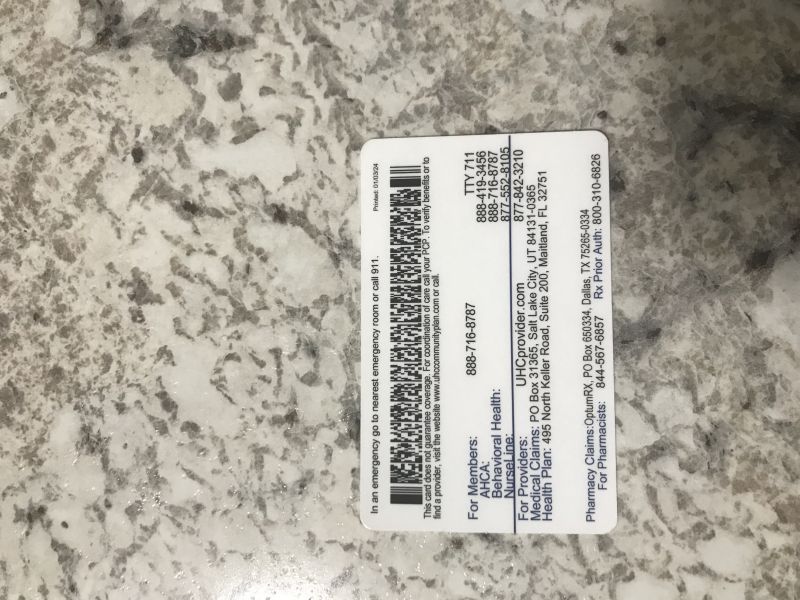 Printed: 01/03/24
In an emergency go to nearest emergency room or call 911.
This card does not guarantee coverage. For coordination of care call your PCP. To verify benefits or to
find a provider, visit the website www.uhccommunityplan.com or call.
For Members: 888-716-8787 TTY 711
AHCA: 888-419-3456
Behavioral Health: 888-716-8787
NurseLine: 877-552-8105
For Providers: UHCprovider.com 877-842-3210
Medical Claims: PO Box 31365, Salt Lake City, UT 84131-0365
Health Plan: 495 North Keller Road, Suite 200, Maitland, FL 32751
Pharmacy Claims:OptumRX, PO Box 650334, Dallas, TX 75265-0334
For Pharmacists: 844-567-6857 Rx Prior Auth: 800-310-6826